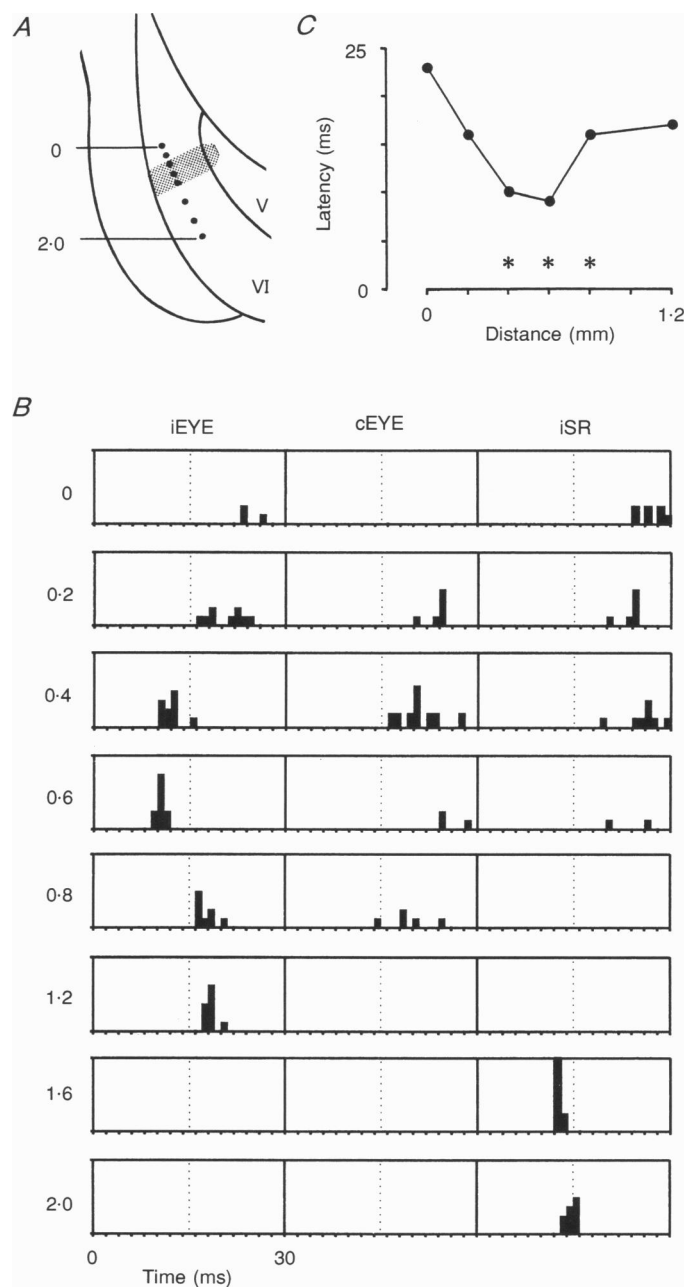 A
0
2·0
V
VI
C
25
Latency (ms)
0
* * *
0 1·2
Distance (mm)
B
iEYE cEYE iSR
0
0·2
0·4
0·6
0·8
1·2
1·6
2·0
0 30
Time (ms)